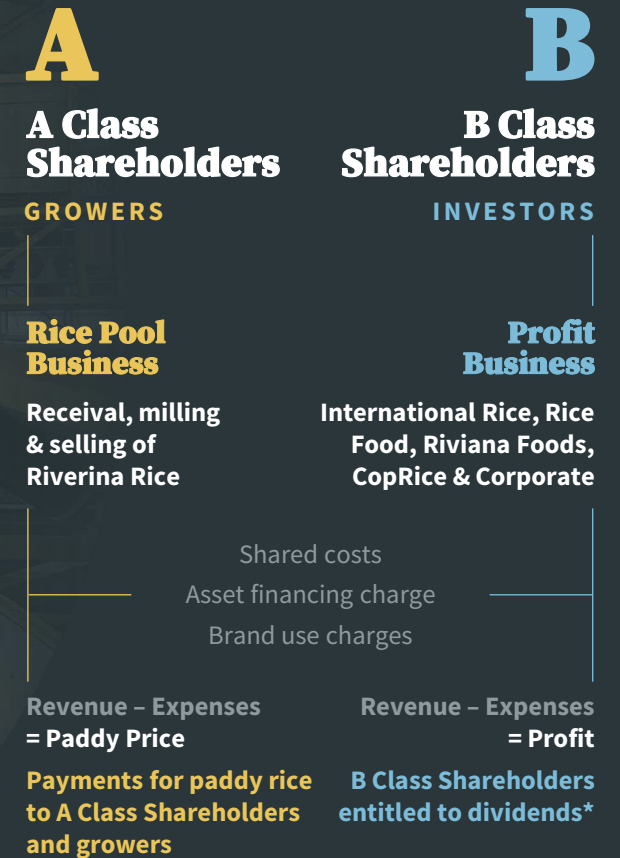 A
A Class
Shareholders
GROWERS
Rice Pool
Business
Receival, milling
& selling of
Riverina Rice
B
B Class
Shareholders
INVESTORS
Profit
Business
International Rice, Rice
Food, Riviana Foods,
CopRice & Corporate
Shared costs
Asset financing charge
Brand use charges
Revenue – Expenses
= Paddy Price
Payments for paddy rice
to A Class Shareholders
and growers
Revenue – Expenses
= Profit
B Class Shareholders
entitled to dividends*